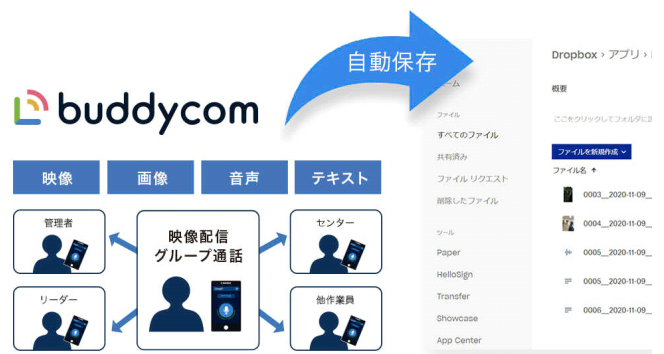 自動保存
buddycom
映像
画像
音声
テキスト
管理者
映像配信
グループ通話
センター
リーダー
他作業員
ーム
ファイル
すべてのファイル
共有済み
ファイル リクエスト
削除したファイル
ツール
Paper
HelloSign
Transfer
Showcase
App Center
Dropbox › アプリ ›
概要
ここをクリックしてフォルダに説
ファイルを新規作成
ファイル名 ↑
0003__2020-11-09_
0004__2020-11-09_
0005__2020-11-09_
0005__2020-11-09_
0006_2020-11-09_